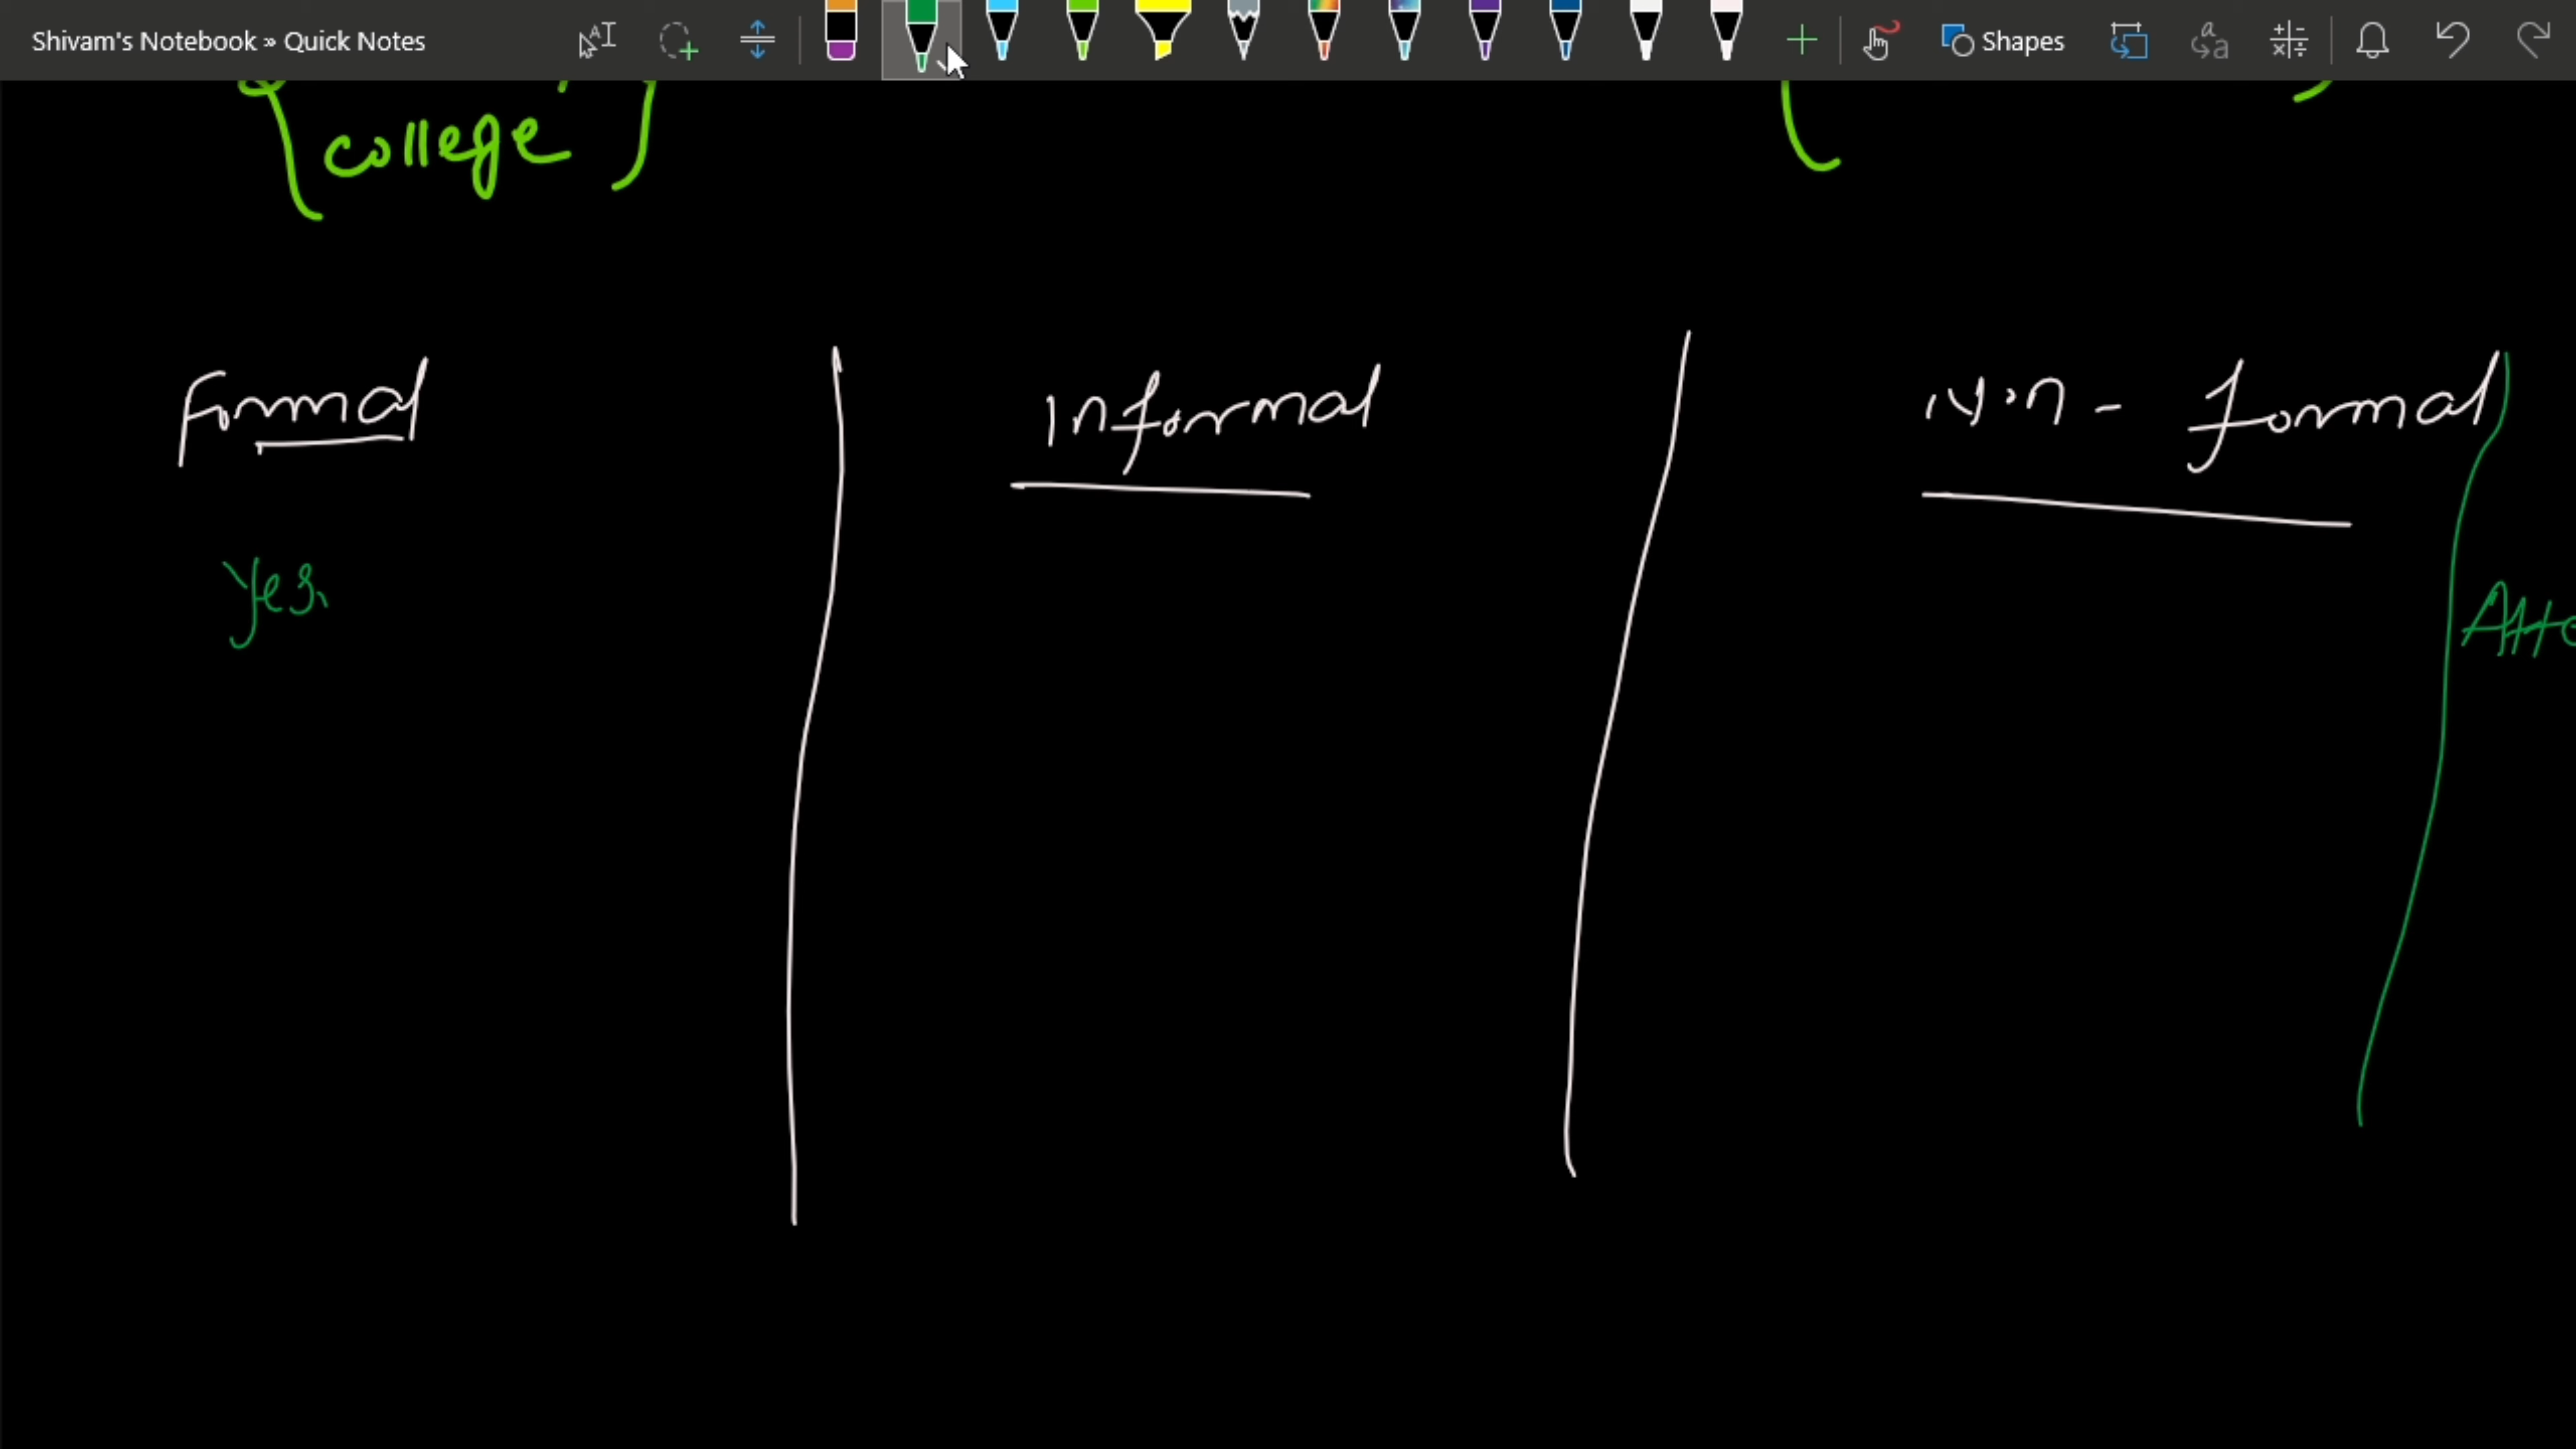 Shivam's Notebook » Quick Notes
Shapes
college
Formal
Informal
Non - formal
Yes